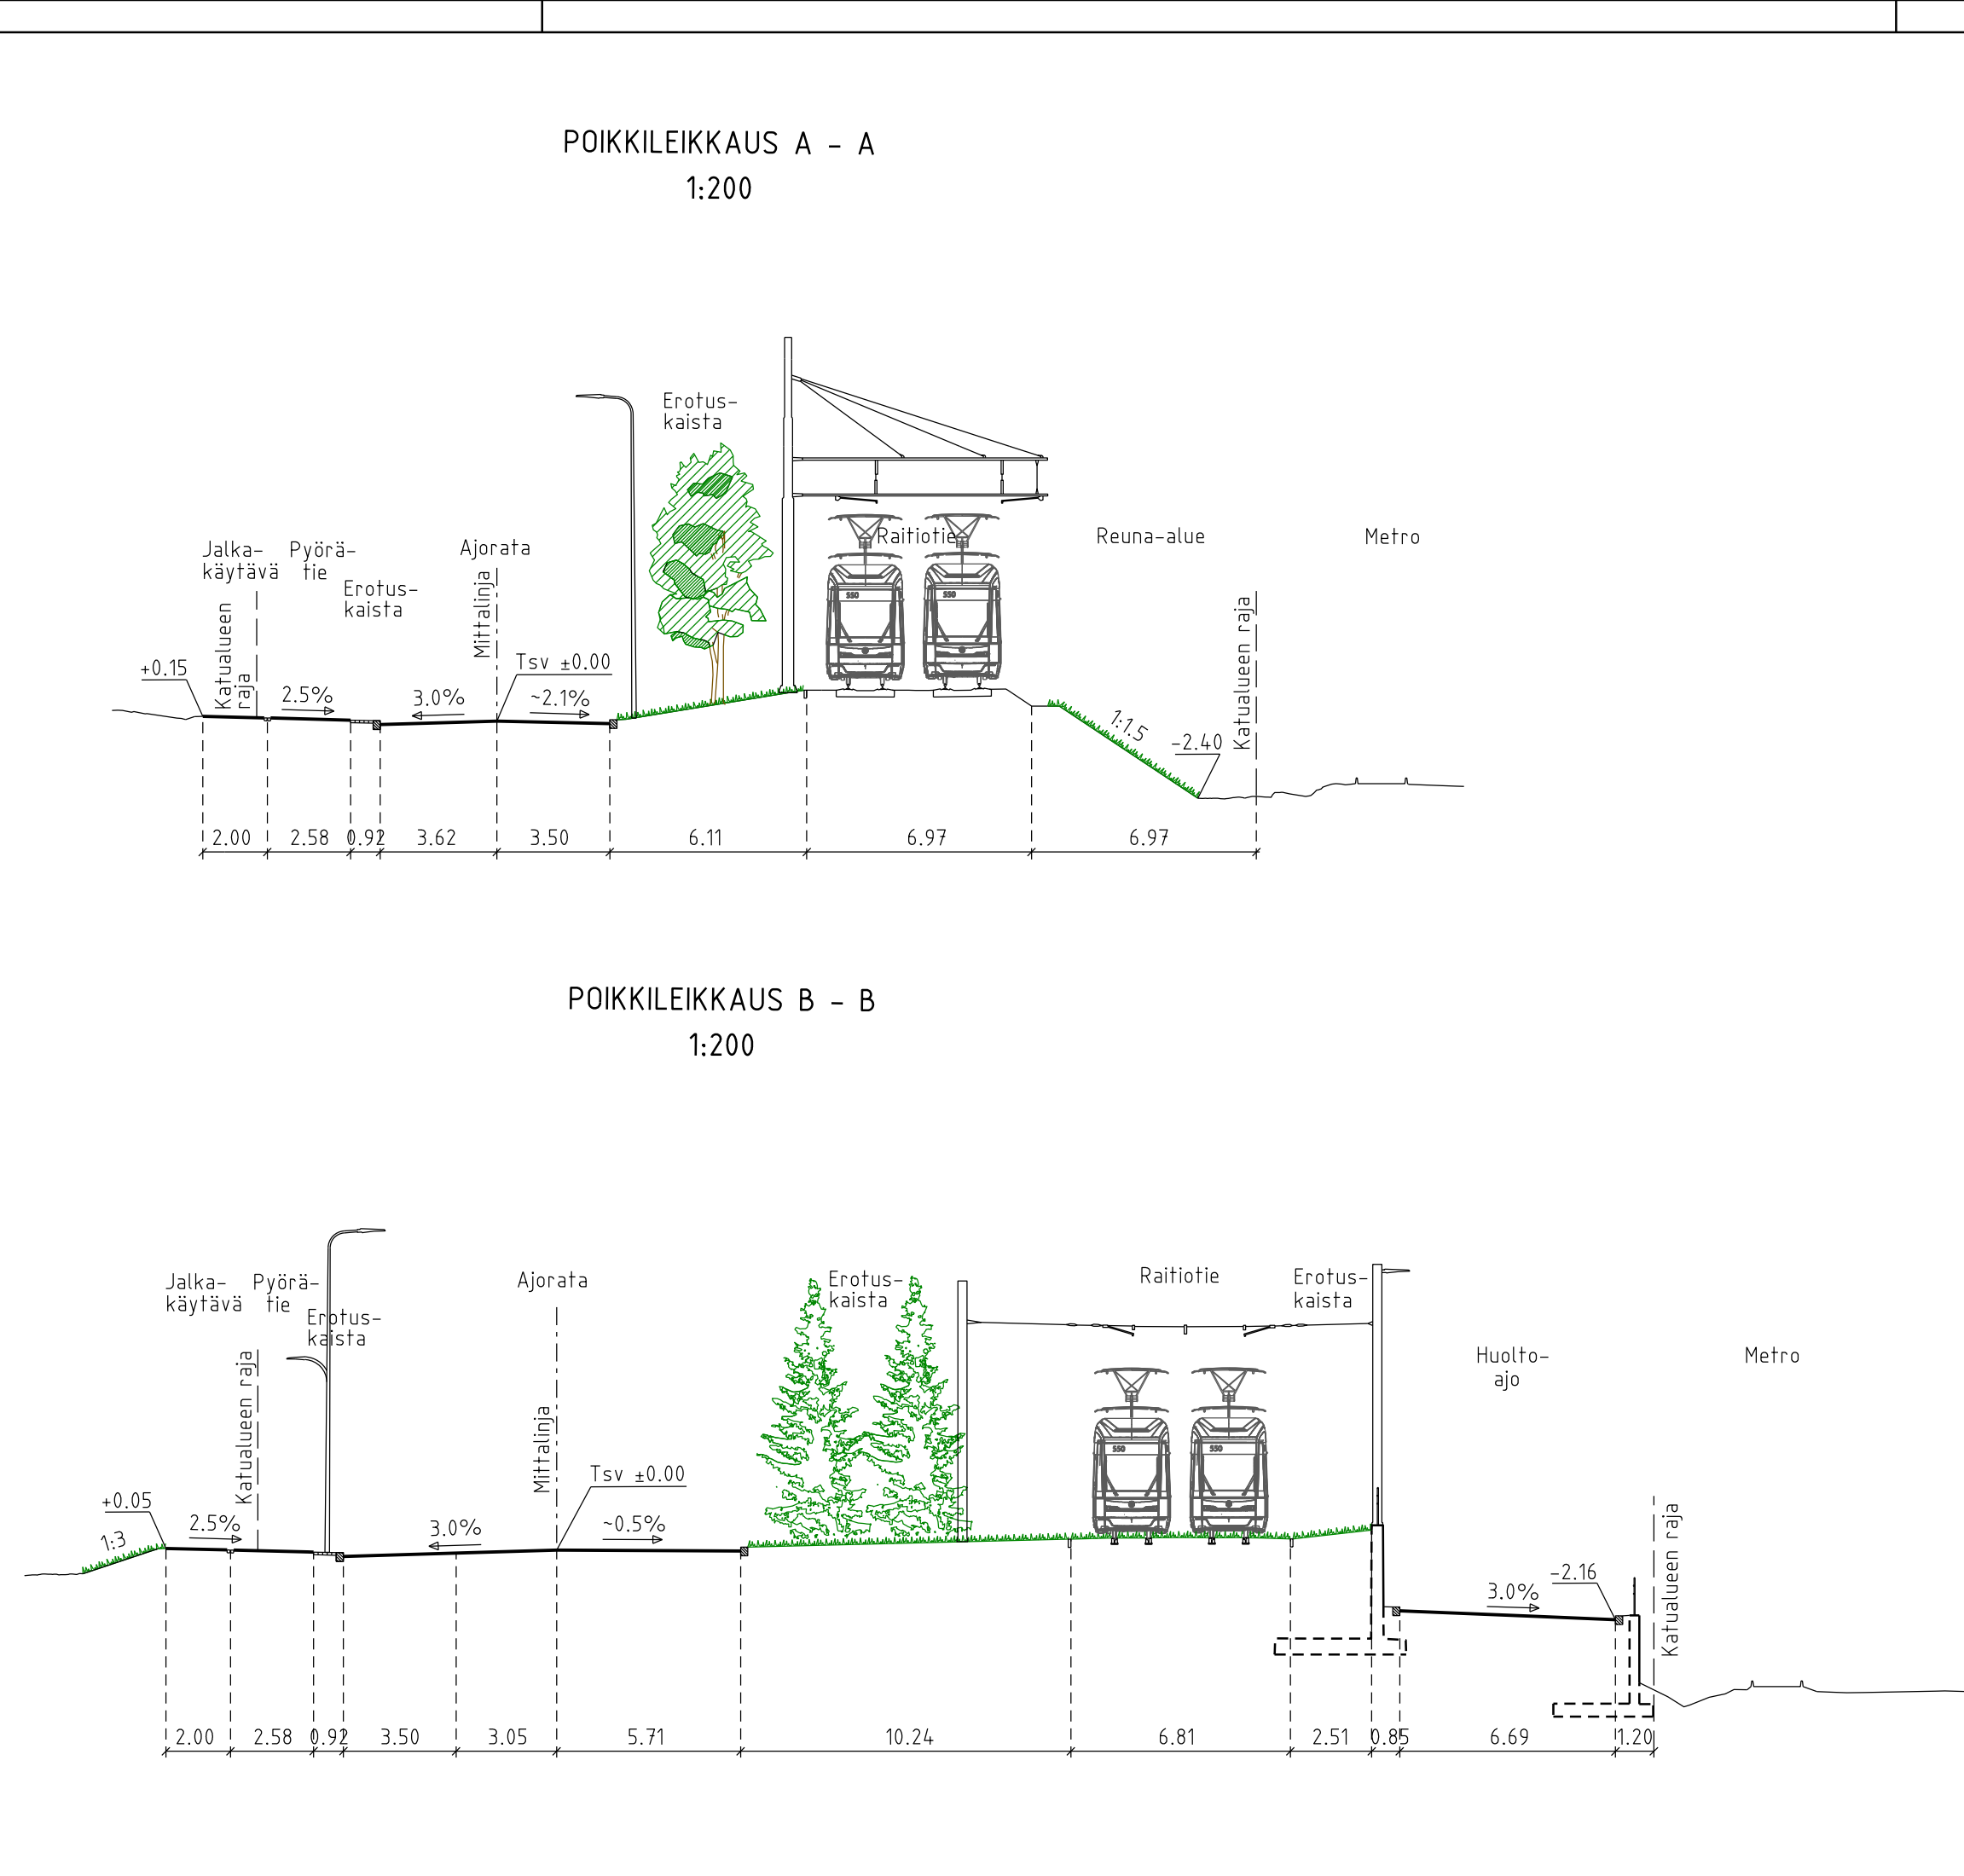 POIKKILEIKKAUS A - A
1:200
Erotus-
kaista
Jalka-
käytävä
Pyörä-
tie
Erotus-
kaista
Ajorata
Raitiotie
Reuna-alue
Metro
Katualueen
raja
Mittalinja
Katualueen raja
550
550
+0.15
2.5%
3.0%
Tsv ±0.00
~2.1%
1:1.5
-2.40
2.00 2.58 0.92 3.62 3.50 6.11 6.97 6.97
POIKKILEIKKAUS B - B
1:200
Jalka-
käytävä
Pyörä-
tie
Erotus-
kaista
Ajorata
Erotus-
kaista
Raitiotie
Erotus-
kaista
Huolto-
ajo
Metro
Katualueen raja
Mittalinja
Katualueen raja
550
550
+0.05
1:3
2.5%
3.0%
Tsv ±0.00
~0.5%
3.0%
-2.16
2.00 2.58 0.92 3.50 3.05 5.71 10.24 6.81 2.51 0.85 6.69 1.20